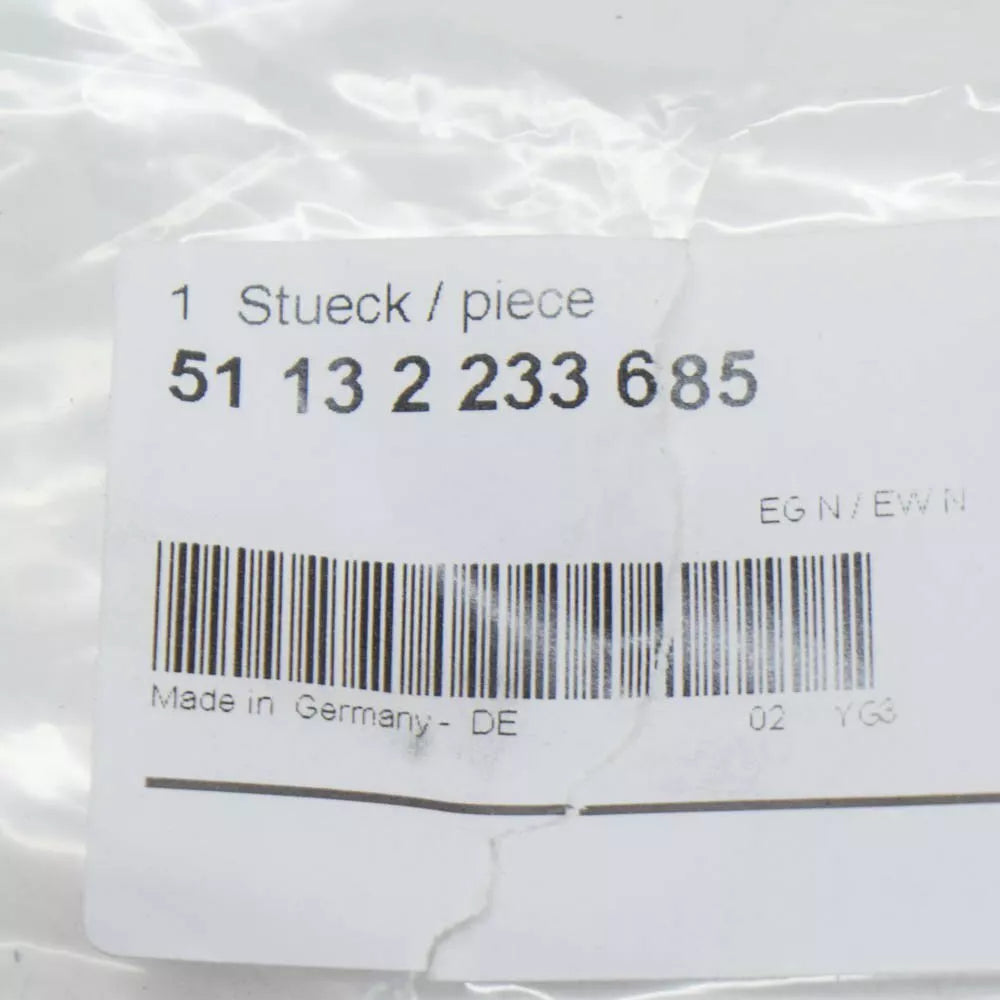 1 Stueck / piece
51 13 2 233 685
EG N / EW N
Made in Germany - DE 02 YG3